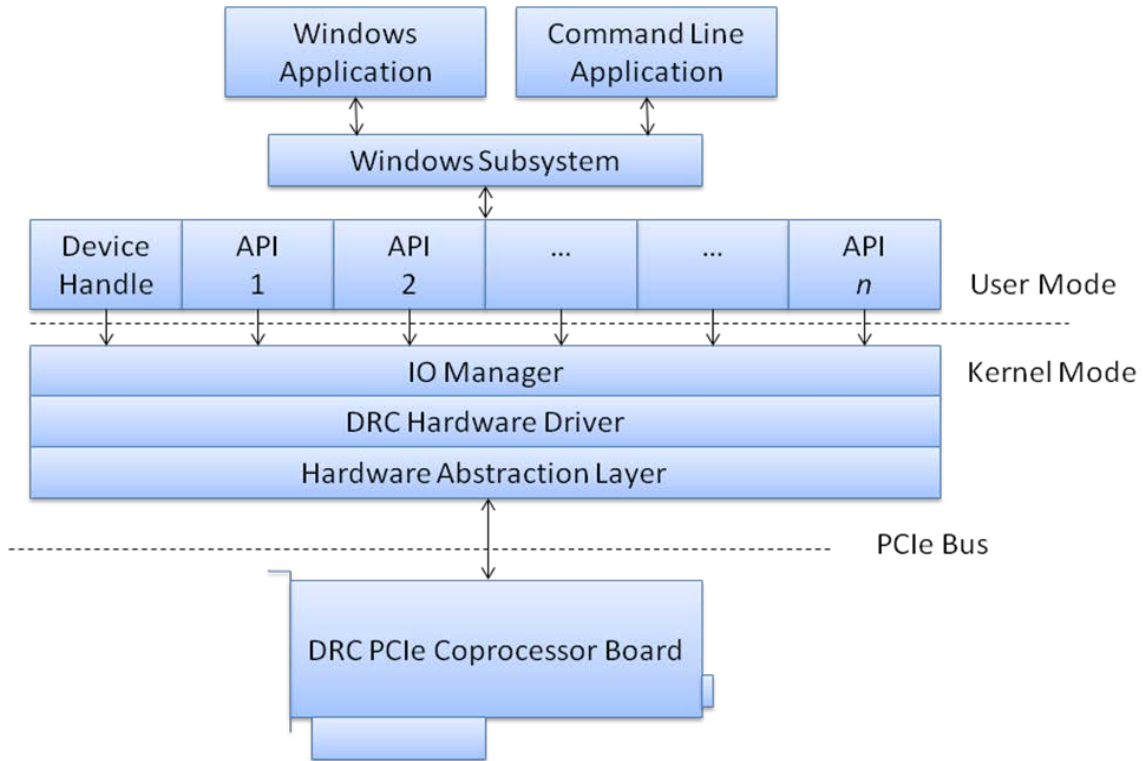 Windows
Application
Command Line
Application
Windows Subsystem
Device
Handle
API
1
API
2
...
...
API
n
User Mode
IO Manager
Kernel Mode
DRC Hardware Driver
Hardware Abstraction Layer
PCIe Bus
DRC PCIe Coprocessor Board